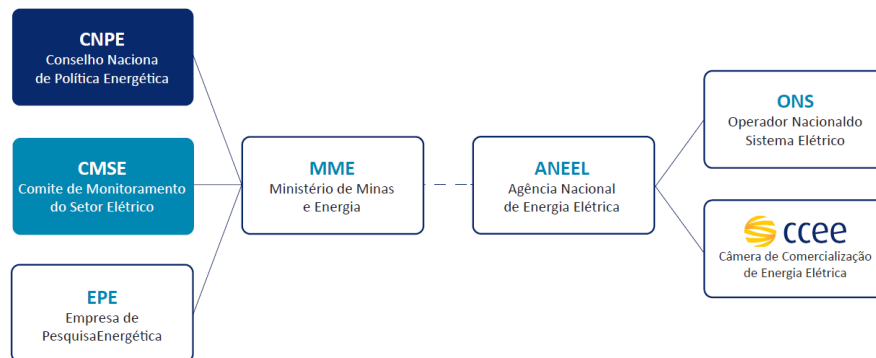 CNPE
Conselho Naciona
de Política Energética
CMSE
Comite de Monitoramento
do Setor Elétrico
EPE
Empresa de
PesquisaEnergética
MME
Ministério de Minas
e Energia
ANEEL
Agência Nacional
de Energia Elétrica
ONS
Operador Nacionaldo
Sistema Elétrico
ccee
Câmera de Comercialização
de Energia Elétrica